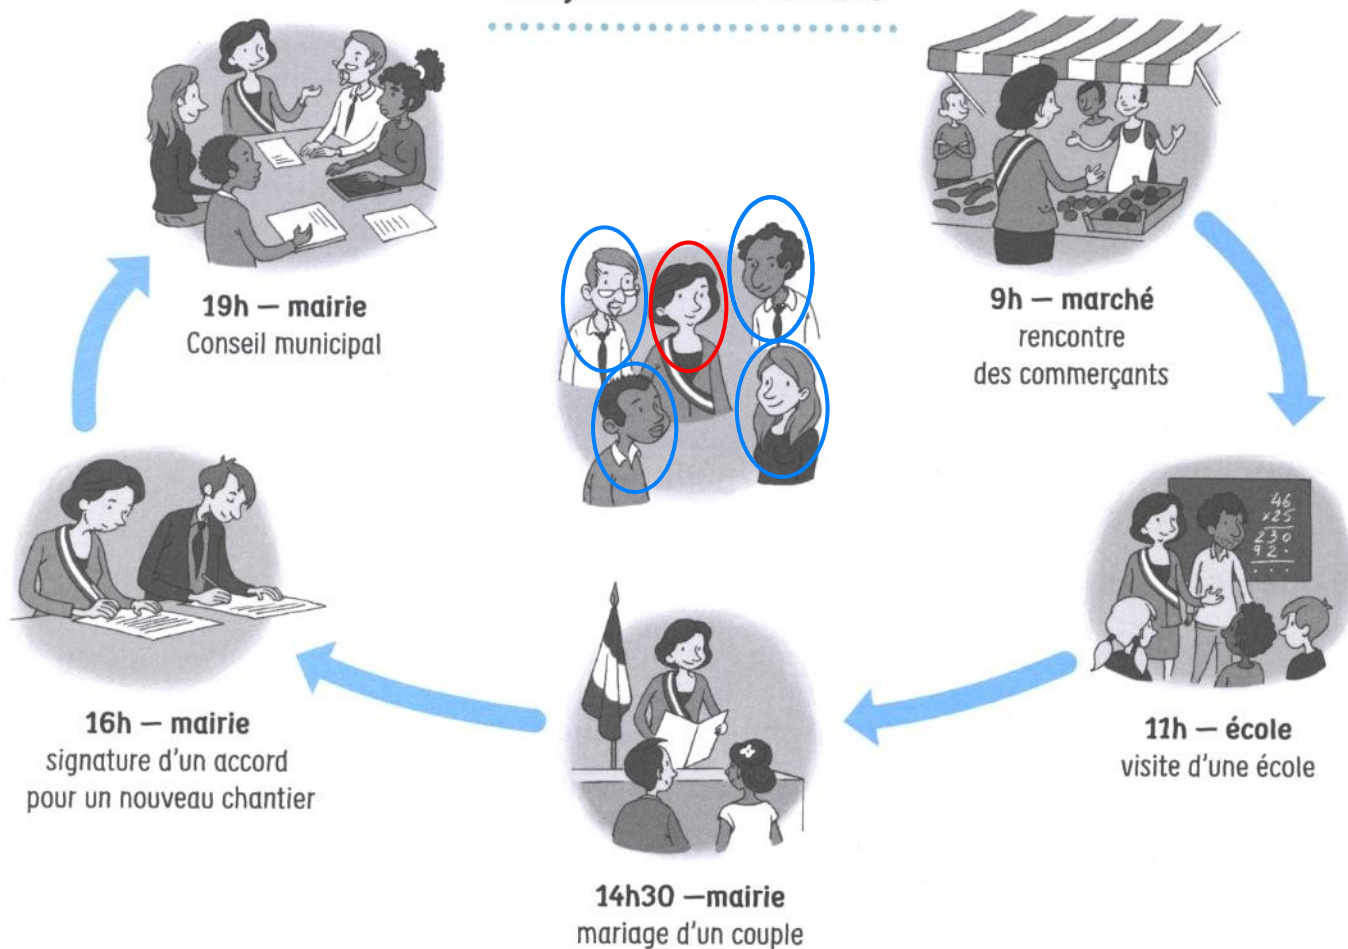 9h — marché
rencontre
des commerçants
46
x25
230
92.
...
11h — école
visite d'une école
14h30 — mairie
mariage d'un couple
16h — mairie
signature d'un accord
pour un nouveau chantier
19h — mairie
Conseil municipal